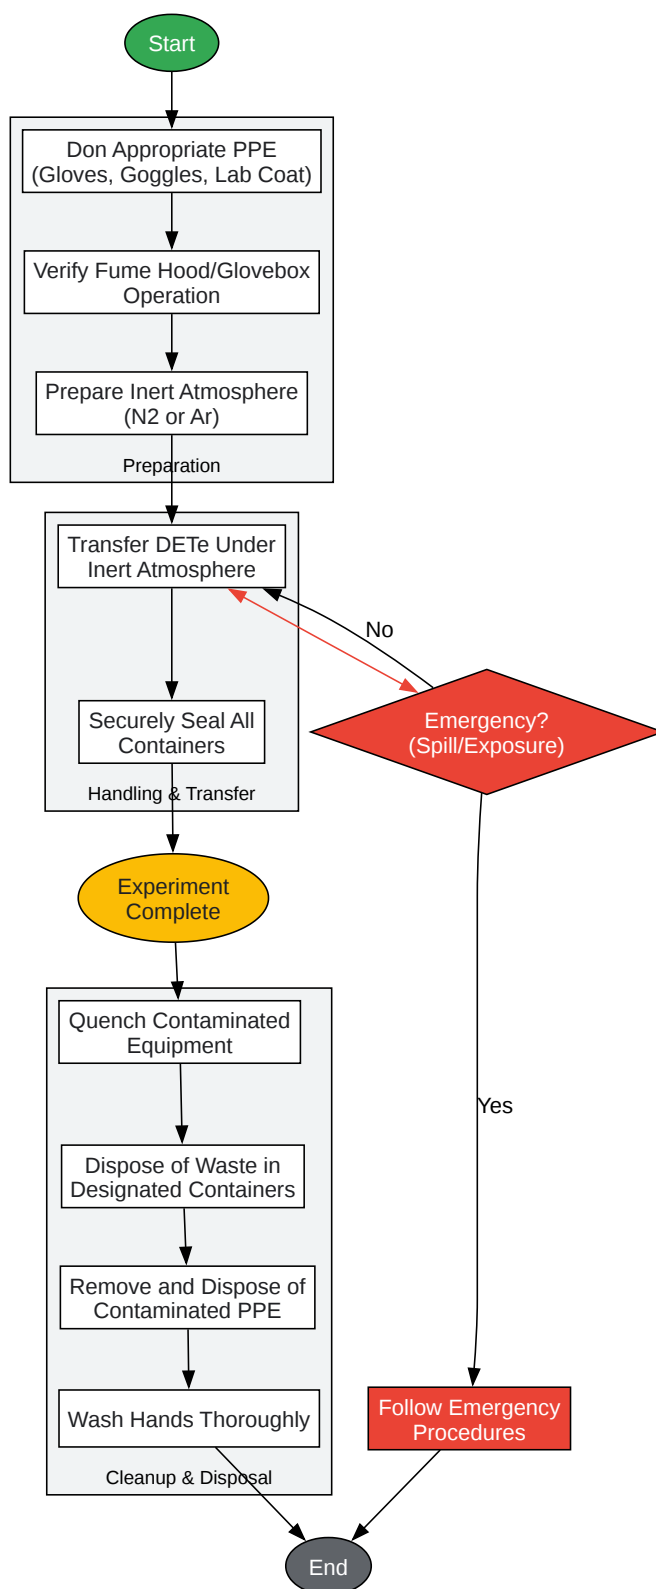 Start
Don Appropriate PPE
(Gloves, Goggles, Lab Coat)
Verify Fume Hood/Glovebox
Operation
Prepare Inert Atmosphere
(N2 or Ar)
Preparation
Transfer DETe Under
Inert Atmosphere
No
Emergency?
(Spill/Exposure)
Securely Seal All
Containers
Handling & Transfer
Experiment
Complete
Quench Contaminated
Equipment
Yes
Dispose of Waste in
Designated Containers
Remove and Dispose of
Contaminated PPE
Wash Hands Thoroughly
Follow Emergency
Procedures
Cleanup & Disposal
End